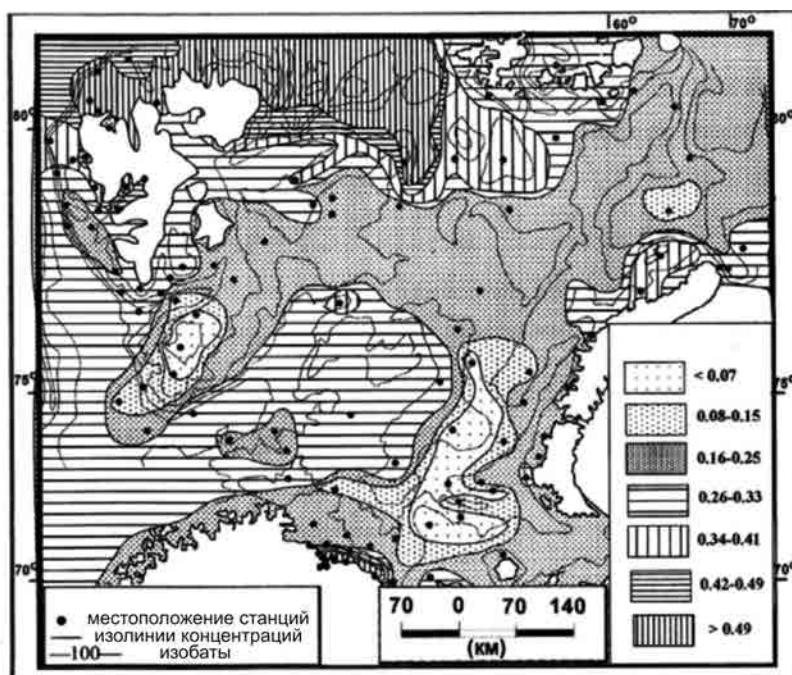 60° 70°
80° 80°
75° 75°
70° 70°
< 0.07
0.08-0.15
0.16-0.25
0.26-0.33
0.34-0.41
0.42-0.49
> 0.49
местоположение станций
изолинии концентраций
—100— изобаты
70 0 70 140
(КМ)